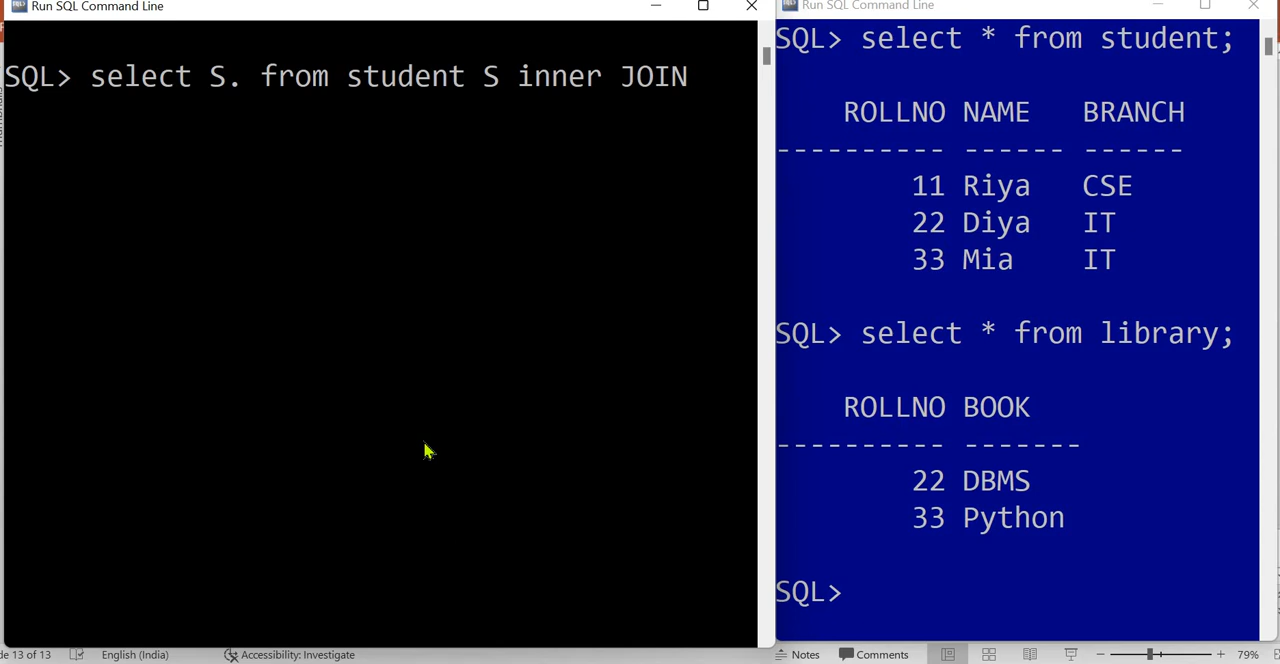 Run SQL Command Line
SQL> select S. from student S inner JOIN
Run SQL Command Line
SQL> select * from student;
ROLLNO NAME BRANCH
---------- ------ ------
11 Riya CSE
22 Diya IT
33 Mia IT
SQL> select * from library;
ROLLNO BOOK
---------- -------
22 DBMS
33 Python
SQL>
de 13 of 13 English (India) Accessibility: Investigate Notes Comments 79%